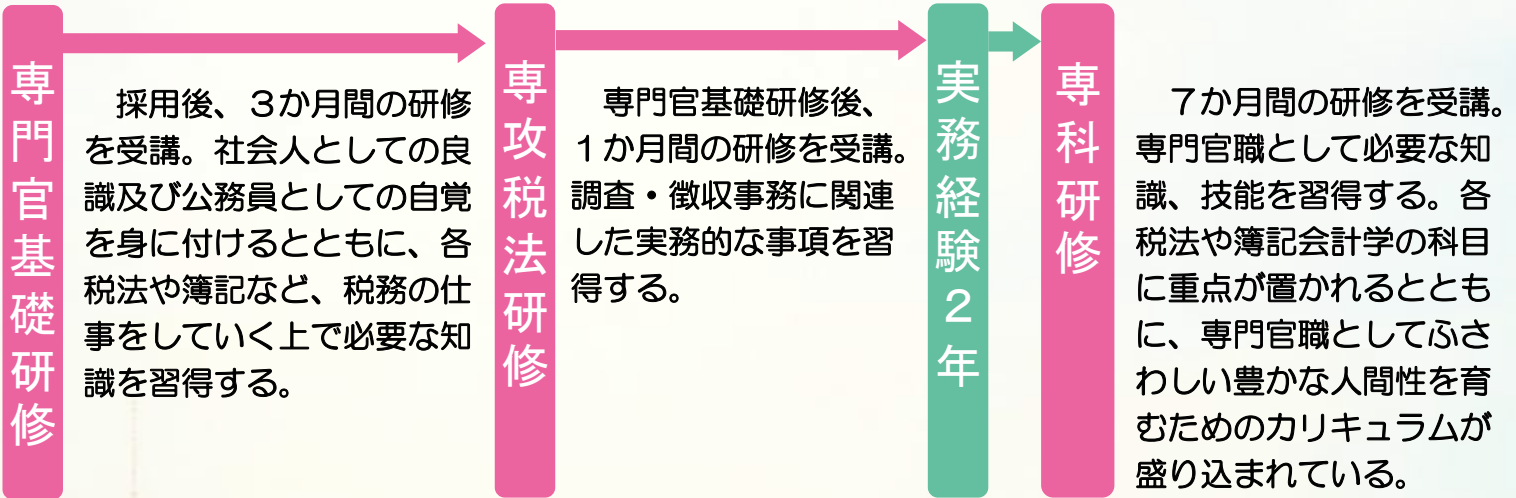 専門官基礎研修
　採用後、３か月間の研修
を受講。社会人としての良
識及び公務員としての自覚
を身に付けるとともに、各
税法や簿記など、税務の仕
事をしていく上で必要な知
識を習得する。
専攻税法研修
　専門官基礎研修後、
１か月間の研修を受講。
調査・徴収事務に関連
した実務的な事項を習
得する。
実務経験２年
専科研修
　７か月間の研修を受講。
専門官職として必要な知
識、技能を習得する。各
税法や簿記会計学の科目
に重点が置かれるととも
に、専門官職としてふさ
わしい豊かな人間性を育
むためのカリキュラムが
盛り込まれている。